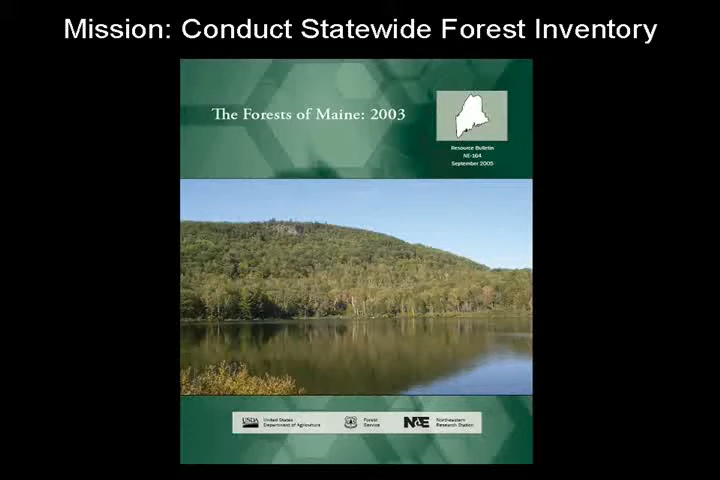 Mission: Conduct Statewide Forest Inventory
The Forests of Maine: 2003
Resource Bulletin
NE-164
September 2005
USDA
United States
Department of Agriculture
Forest
Service
NE
Northeastern
Research Station